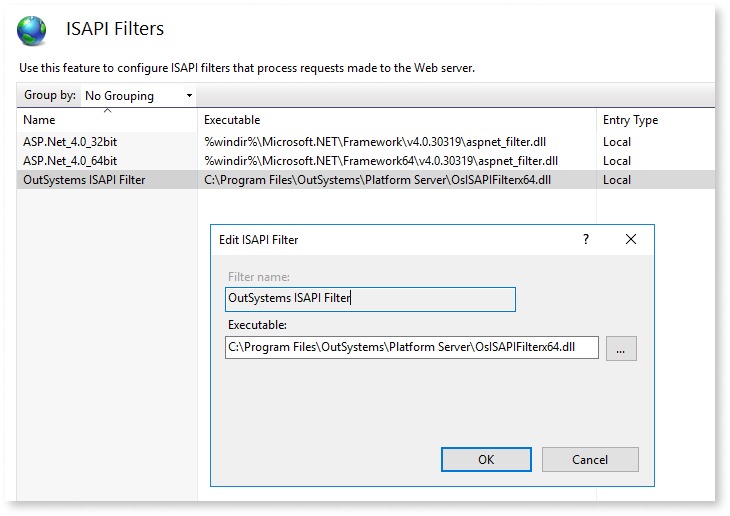 ISAPI Filters
Use this feature to configure ISAPI filters that process requests made to the Web server.
Group by: No Grouping
Name Executable Entry Type
ASP.Net_4.0_32bit %windir%\Microsoft.NET\Framework\v4.0.30319\aspnet_filter.dll Local
ASP.Net_4.0_64bit %windir%\Microsoft.NET\Framework64\v4.0.30319\aspnet_filter.dll Local
OutSystems ISAPI Filter C:\Program Files\OutSystems\Platform Server\OsISAPIFilterx64.dll Local
Edit ISAPI Filter ?
Filter name:
OutSystems ISAPI Filter
Executable:
C:\Program Files\OutSystems\Platform Server\OsISAPIFilterx64.dll ...
OK Cancel